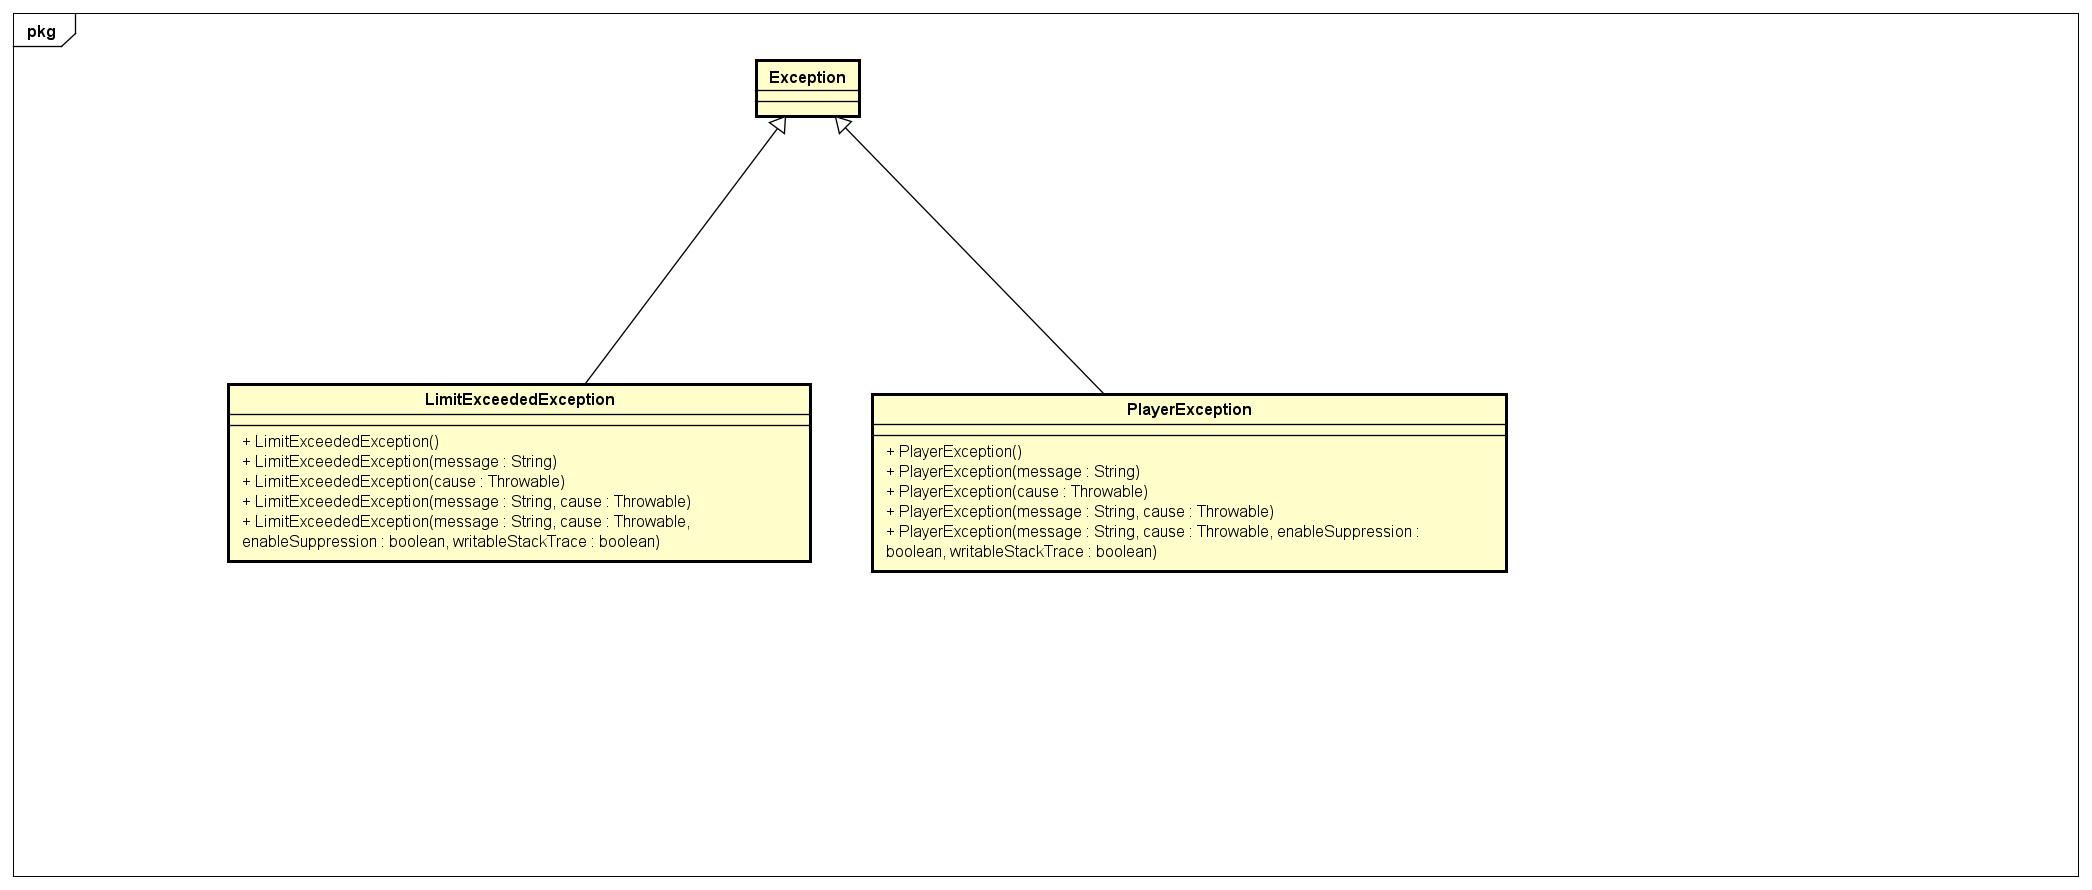 pkg
Exception
LimitExceededException
+ LimitExceededException()
+ LimitExceededException(message : String)
+ LimitExceededException(cause : Throwable)
+ LimitExceededException(message : String, cause : Throwable)
+ LimitExceededException(message : String, cause : Throwable,
enableSuppression : boolean, writableStackTrace : boolean)
PlayerException
+ PlayerException()
+ PlayerException(message : String)
+ PlayerException(cause : Throwable)
+ PlayerException(message : String, cause : Throwable)
+ PlayerException(message : String, cause : Throwable, enableSuppression :
boolean, writableStackTrace : boolean)